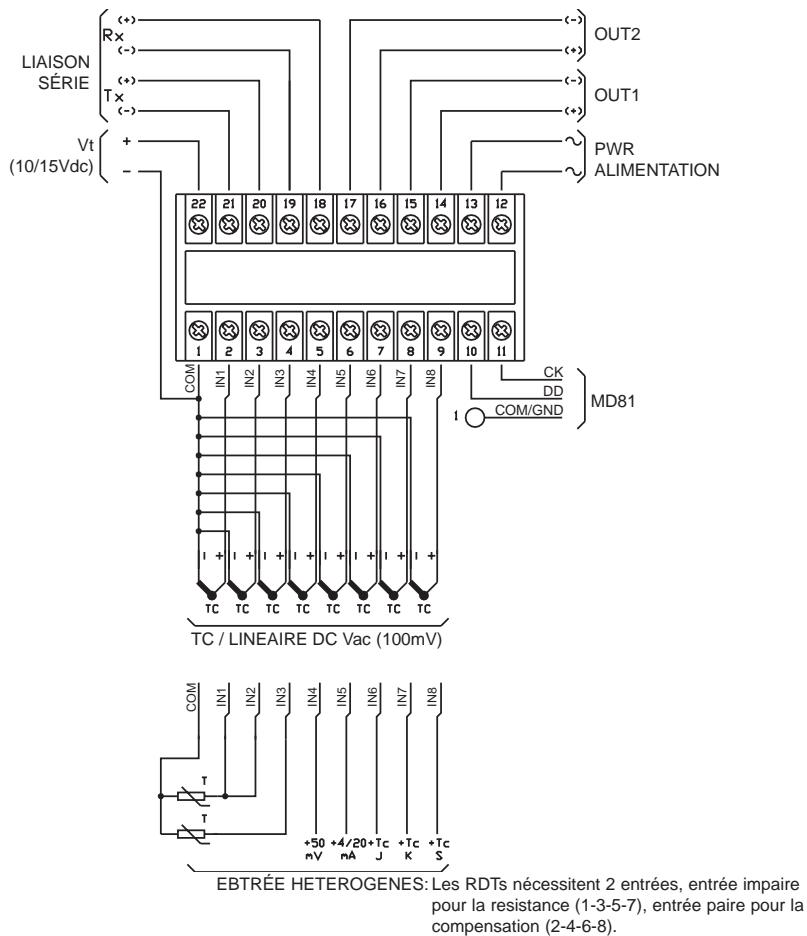 (+)
Rx
(-)
LIAISON
SÉRIE
(+)
Tx
(-)
Vt
(10/15Vdc)
+
–
(-)
OUT2
(+)
(-)
OUT1
(+)
PWR
ALIMENTATION
22 21 20 19 18 17 16 15 14 13 12
1 2 3 4 5 6 7 8 9 10 11
COM IN1 IN2 IN3 IN4 IN5 IN6 IN7 IN8
CK
DD
MD81
1 COM/GND
– + – + – + – + – + – + – + – +
TC TC TC TC TC TC TC TC
TC / LINEAIRE DC Vac (100mV)
COM IN1 IN2 IN3 IN4 IN5 IN6 IN7 IN8
T
T
+50 +4/20 +Tc +Tc +Tc
mV mA J K S
EBTRÉE HETEROGENES: Les RDTs nécessitent 2 entrées, entrée impaire
pour la resistance (1-3-5-7), entrée paire pour la
compensation (2-4-6-8).